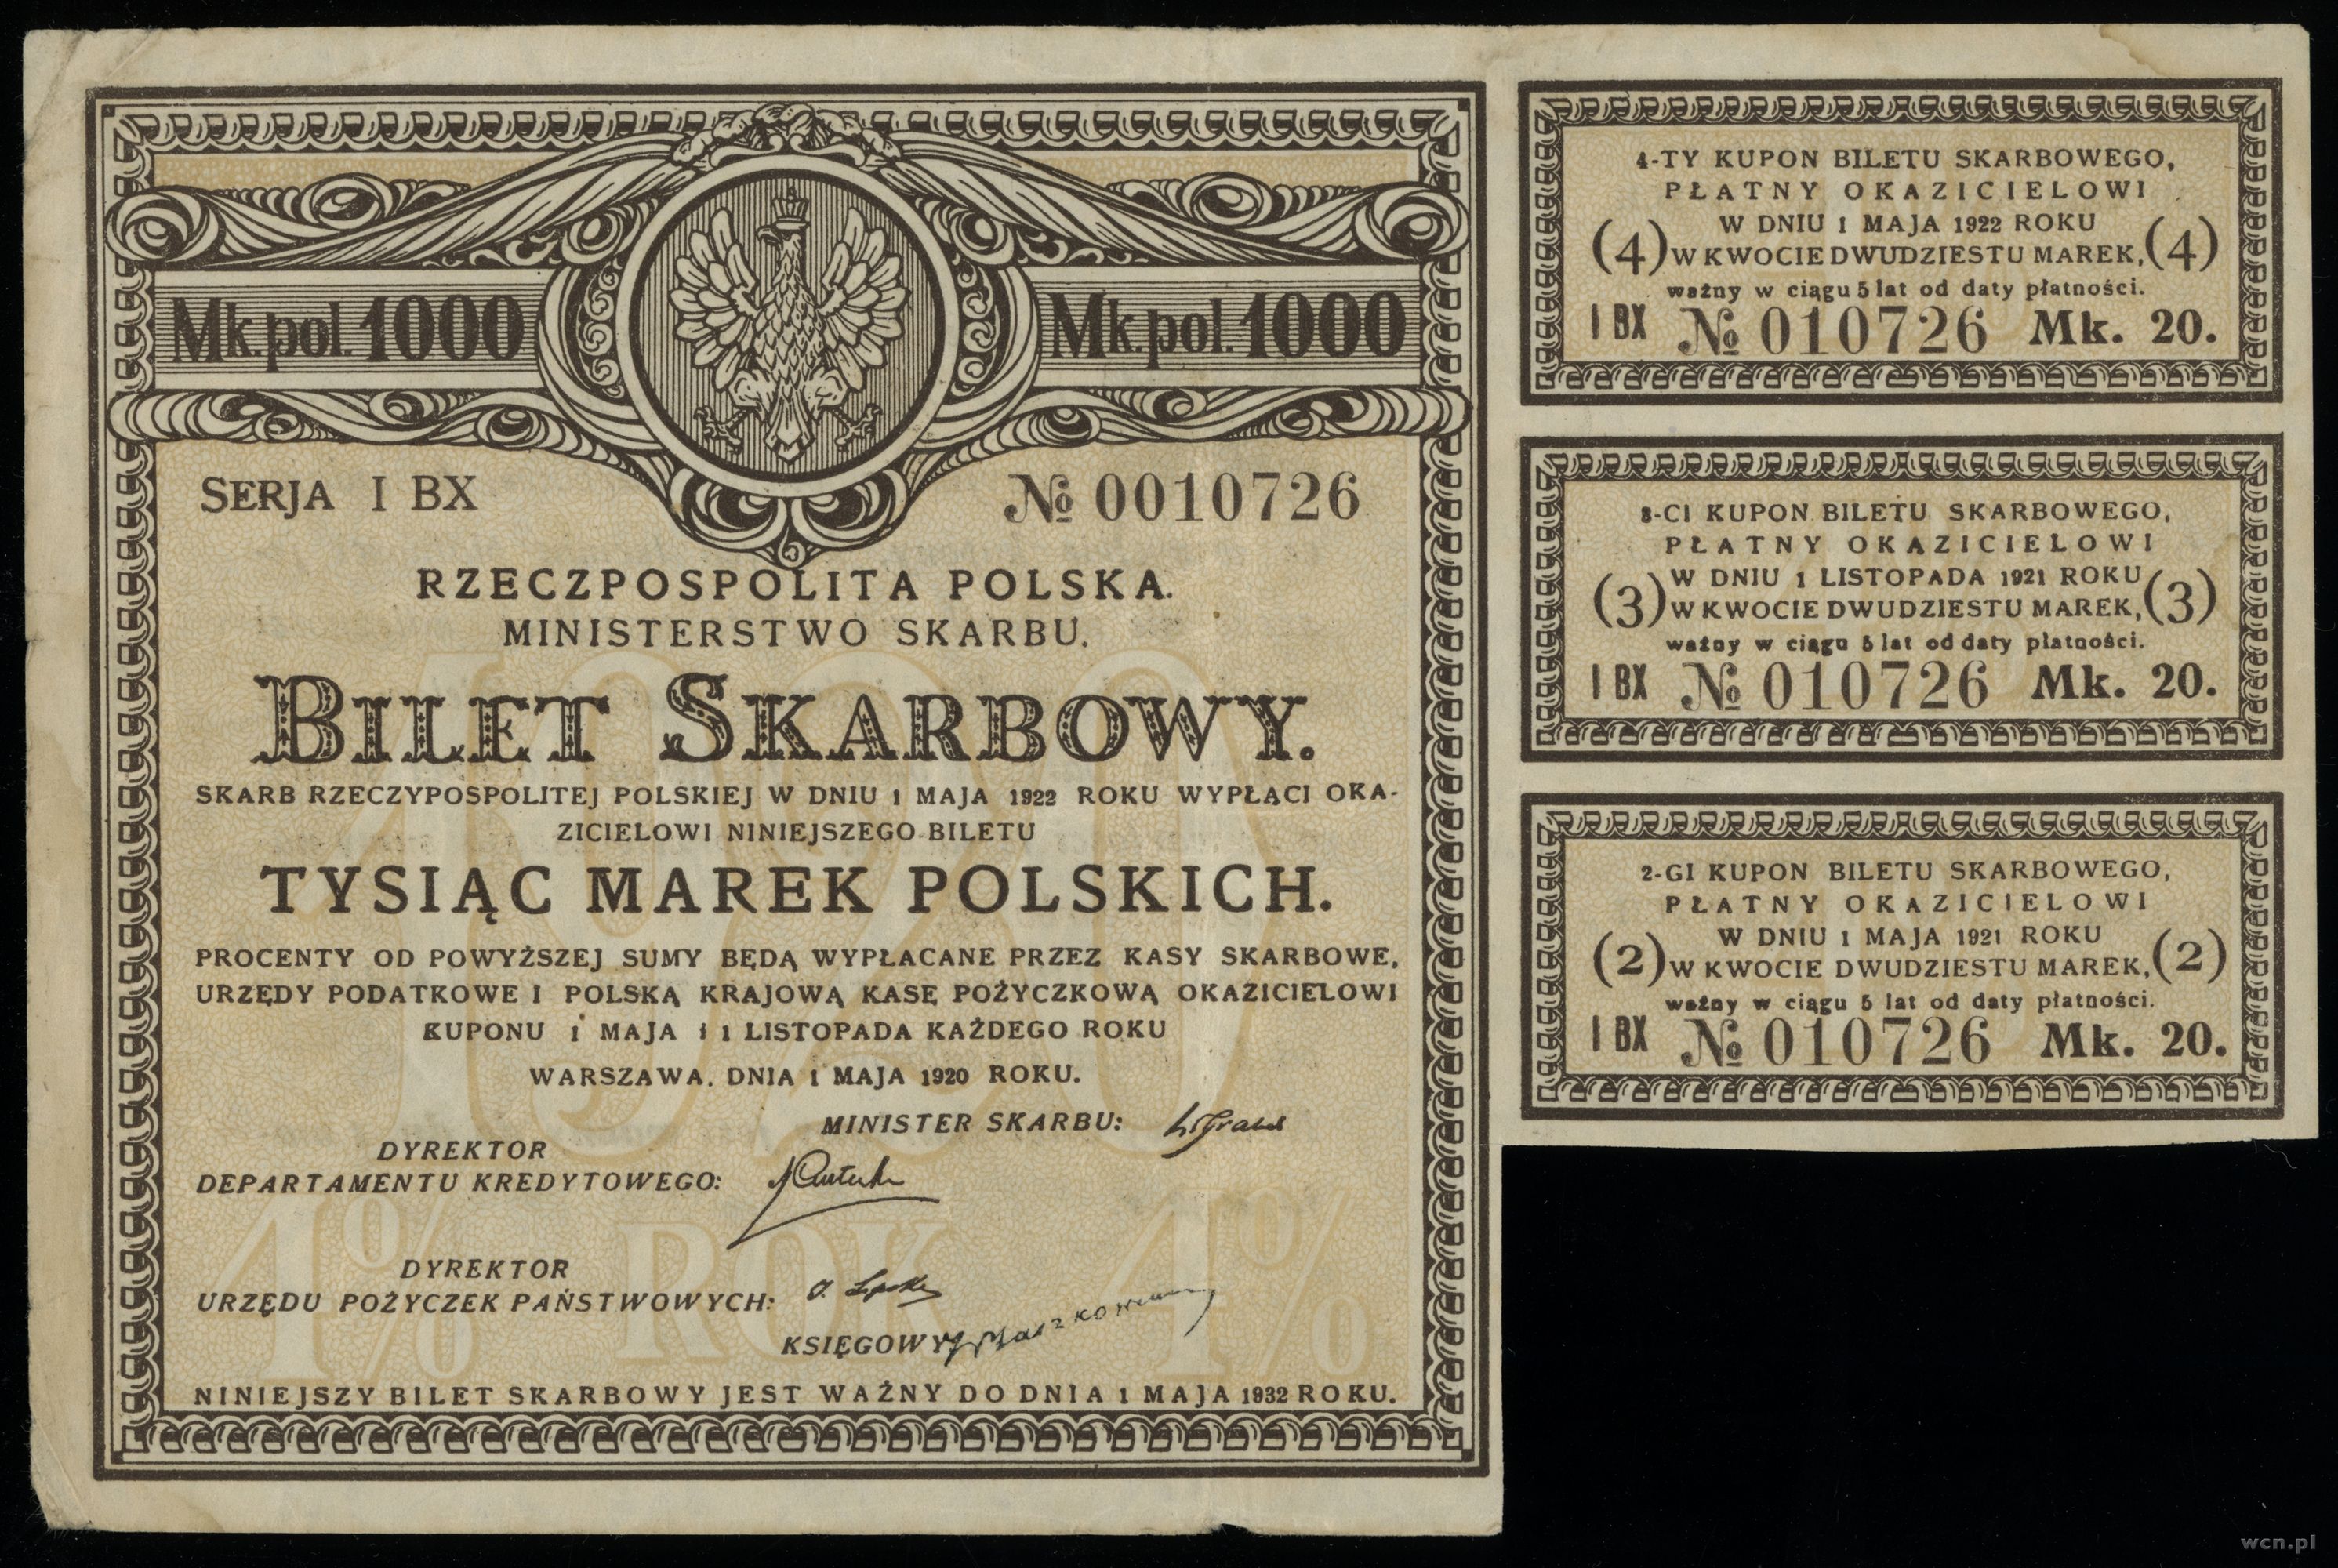 Mk.pol.1000
Mk.pol.1000
SERJA I BX
№ 0010726
RZECZPOSPOLITA POLSKA.
MINISTERSTWO SKARBU.
BILET SKARBOWY.
SKARB RZECZYPOSPOLITEJ POLSKIEJ W DNIU 1 MAJA 1922 ROKU WYPŁACI OKA-
ZICIELOWI NINIEJSZEGO BILETU
TYSIĄC MAREK POLSKICH.
PROCENTY OD POWYŻSZEJ SUMY BĘDĄ WYPŁACANE PRZEZ KASY SKARBOWE,
URZĘDY PODATKOWE I POLSKĄ KRAJOWĄ KASĘ POŻYCZKOWĄ OKAZICIELOWI
KUPONU 1 MAJA I 1 LISTOPADA KAŻDEGO ROKU
WARSZAWA, DNIA 1 MAJA 1920 ROKU.
MINISTER SKARBU:
DYREKTOR
DEPARTAMENTU KREDYTOWEGO:
DYREKTOR
URZĘDU POŻYCZEK PAŃSTWOWYCH:
KSIĘGOWY
1920
4% ROK 4%
NINIEJSZY BILET SKARBOWY JEST WAŻNY DO DNIA 1 MAJA 1932 ROKU.
4-TY KUPON BILETU SKARBOWEGO,
PŁATNY OKAZICIELOWI
W DNIU 1 MAJA 1922 ROKU
(4) W KWOCIE DWUDZIESTU MAREK, (4)
ważny w ciągu 5 lat od daty płatności.
I BX № 010726 Mk. 20.
3-CI KUPON BILETU SKARBOWEGO,
PŁATNY OKAZICIELOWI
W DNIU 1 LISTOPADA 1921 ROKU
(3) W KWOCIE DWUDZIESTU MAREK, (3)
ważny w ciągu 5 lat od daty płatności.
I BX № 010726 Mk. 20.
2-GI KUPON BILETU SKARBOWEGO,
PŁATNY OKAZICIELOWI
W DNIU 1 MAJA 1921 ROKU
(2) W KWOCIE DWUDZIESTU MAREK, (2)
ważny w ciągu 5 lat od daty płatności.
I BX № 010726 Mk. 20.
wcn.pl